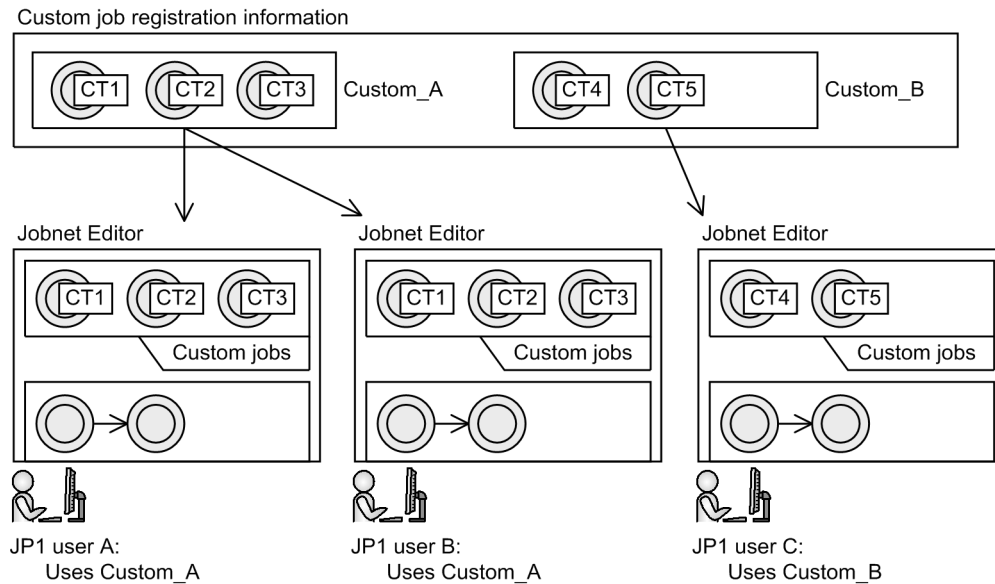 Custom job registration information
CT1 CT2 CT3 Custom_A CT4 CT5 Custom_B
Jobnet Editor Jobnet Editor Jobnet Editor
CT1 CT2 CT3 CT1 CT2 CT3 CT4 CT5
Custom jobs Custom jobs Custom jobs
JP1 user A: JP1 user B: JP1 user C:
Uses Custom_A Uses Custom_A Uses Custom_B